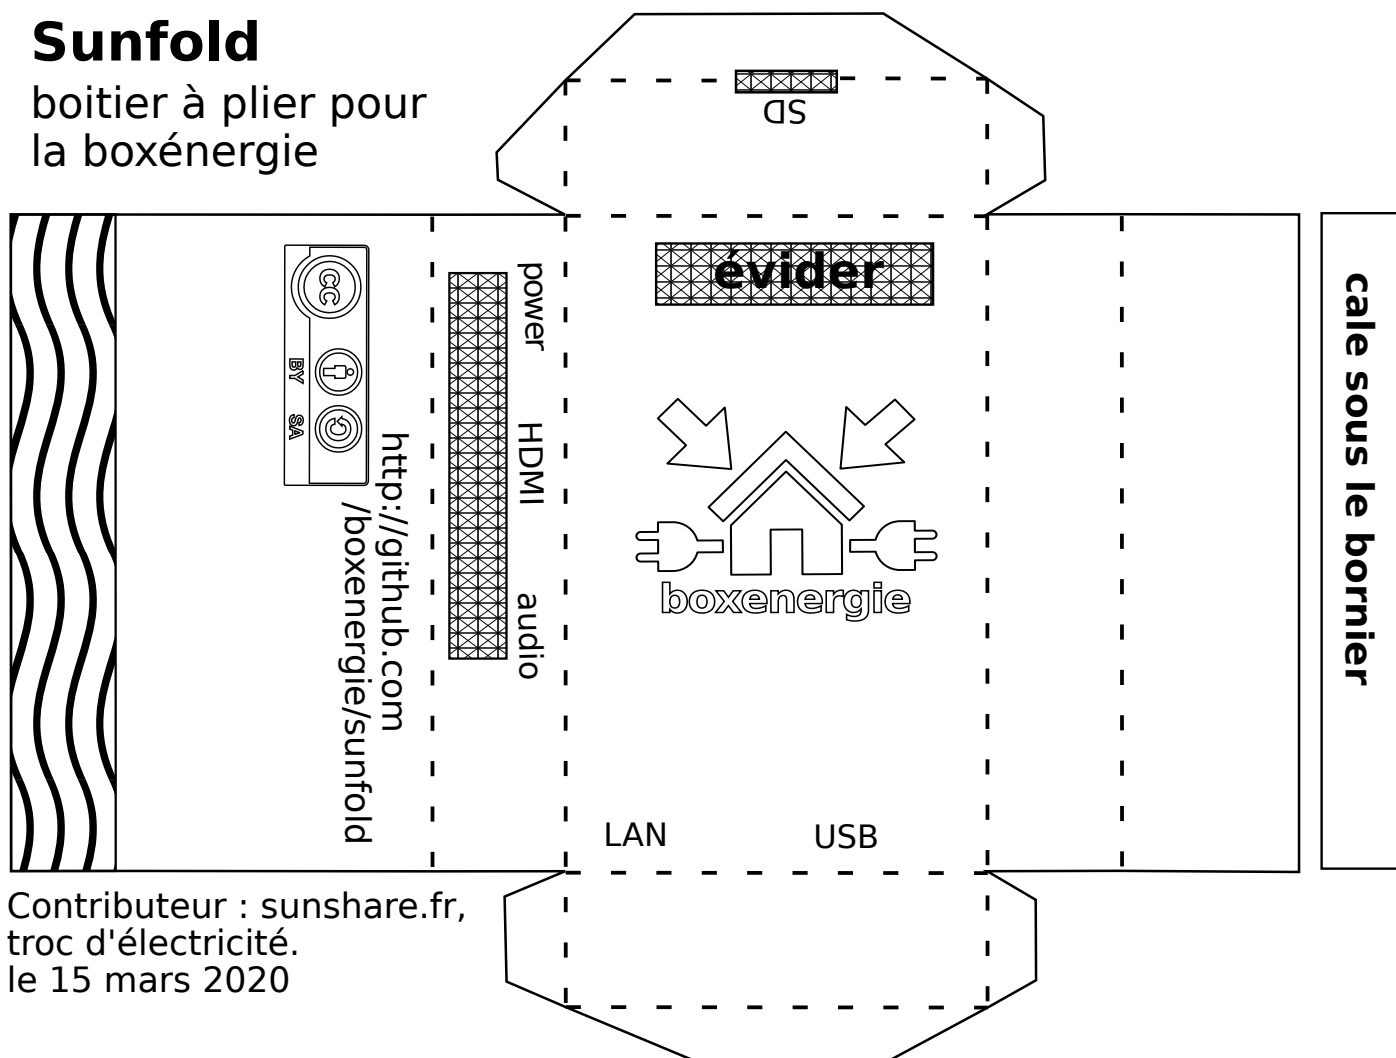 Sunfold
boitier à plier pour
la boxénergie
SD
évider
power
HDMI
audio
CC
BY
SA
http://github.com
/boxenergie/sunfold
boxenergie
LAN
USB
cale sous le bornier
Contributeur : sunshare.fr,
troc d'électricité.
le 15 mars 2020